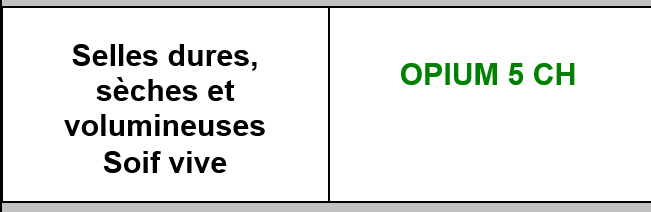 Selles dures,
sèches et
volumineuses
Soif vive
OPIUM 5 CH